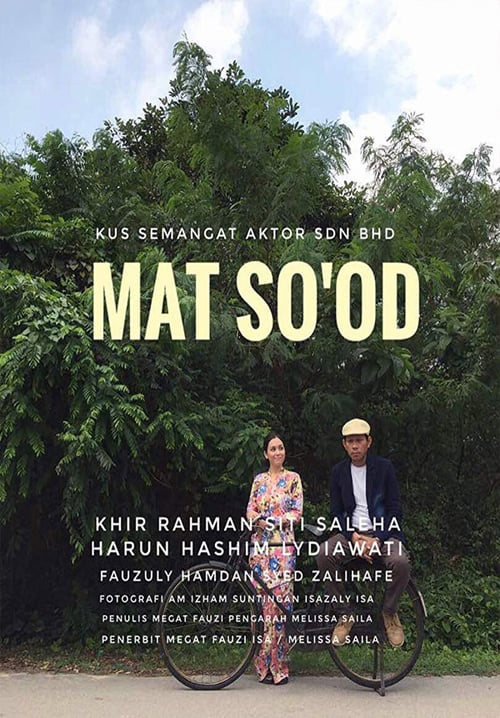 KUS SEMANGAT AKTOR SDN BHD
MAT SO'OD
KHIR RAHMAN SITI SALEHA
HARUN HASHIM LYDIAWATI
FAUZULY HAMDAN SYED ZALIHAFE
FOTOGRAFI AM IZHAM SUNTINGAN ISAZALY ISA
PENULIS MEGAT FAUZI PENGARAH MELISSA SAILA
PENERBIT MEGAT FAUZI ISA / MELISSA SAILA